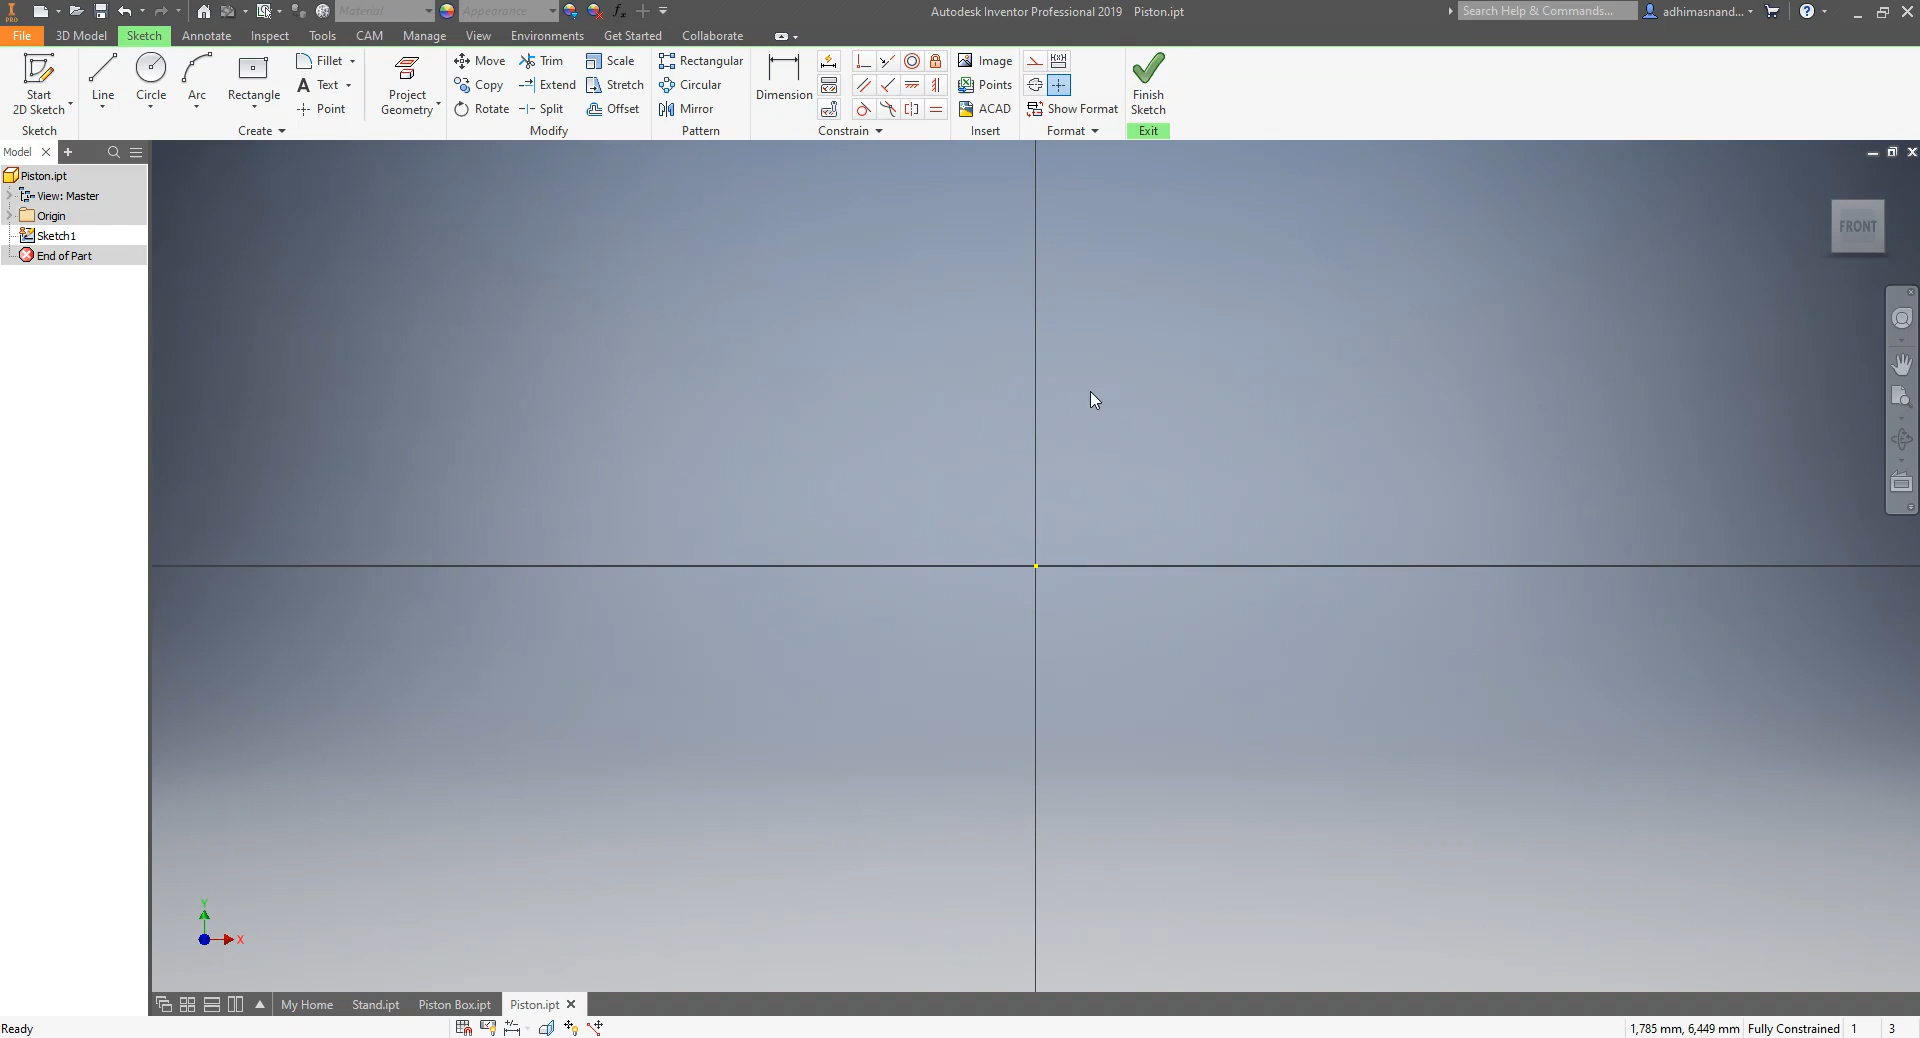 Material
Appearance
fx
Autodesk Inventor Professional 2019 Piston.ipt
Search Help & Commands...
adhimasnand...
PRO
File 3D Model Sketch Annotate Inspect Tools CAM Manage View Environments Get Started Collaborate
Start
2D Sketch
Sketch
Line
Circle
Arc
Rectangle
Fillet
A Text
Point
Create
Project
Geometry
Move
Copy
Rotate
Trim
Extend
Split
Scale
Stretch
Offset
Modify
Rectangular
Circular
Mirror
Pattern
Dimension
Constrain
Image
Points
ACAD
Insert
Show Format
Format
Finish
Sketch
Exit
Model
Piston.ipt
View: Master
Origin
Sketch1
End of Part
FRONT
Y
X
My Home Stand.ipt Piston Box.ipt Piston.ipt
Ready
1,785 mm, 6,449 mm Fully Constrained 1 3